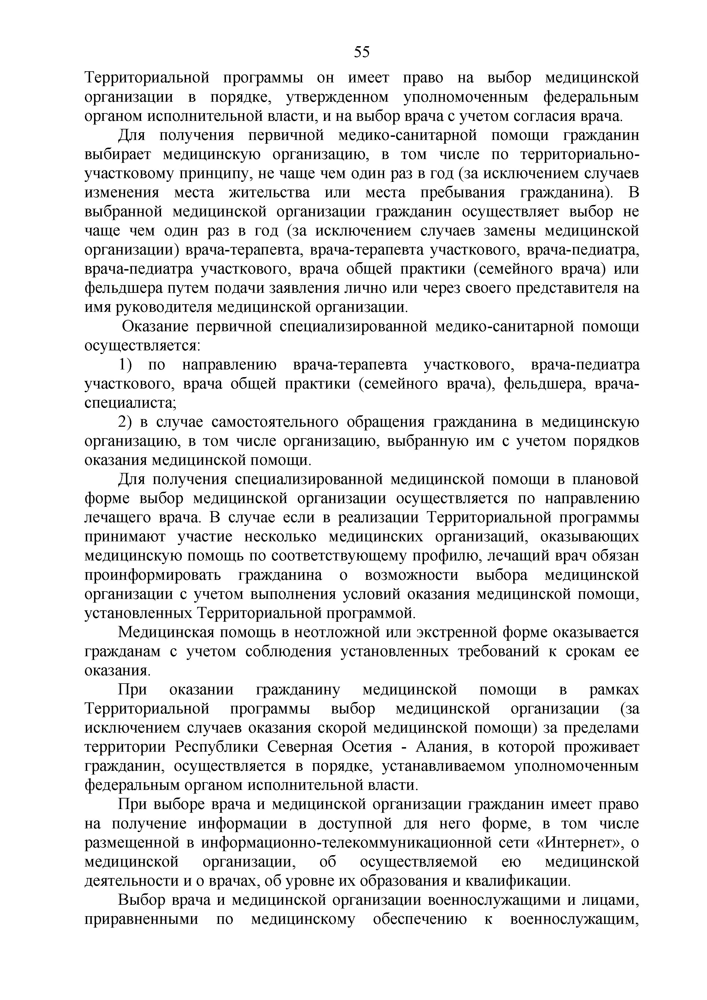 55
Территориальной программы он имеет право на выбор медицинской
организации в порядке, утвержденном уполномоченным федеральным
органом исполнительной власти, и на выбор врача с учетом согласия врача.
Для получения первичной медико-санитарной помощи гражданин
выбирает медицинскую организацию, в том числе по территориально-
участковому принципу, не чаще чем один раз в год (за исключением случаев
изменения места жительства или места пребывания гражданина). В
выбранной медицинской организации гражданин осуществляет выбор не
чаще чем один раз в год (за исключением случаев замены медицинской
организации) врача-терапевта, врача-терапевта участкового, врача-педиатра,
врача-педиатра участкового, врача общей практики (семейного врача) или
фельдшера путем подачи заявления лично или через своего представителя на
имя руководителя медицинской организации.
Оказание первичной специализированной медико-санитарной помощи
осуществляется:
1) по направлению врача-терапевта участкового, врача-педиатра
участкового, врача общей практики (семейного врача), фельдшера, врача-
специалиста;
2) в случае самостоятельного обращения гражданина в медицинскую
организацию, в том числе организацию, выбранную им с учетом порядков
оказания медицинской помощи.
Для получения специализированной медицинской помощи в плановой
форме выбор медицинской организации осуществляется по направлению
лечащего врача. В случае если в реализации Территориальной программы
принимают участие несколько медицинских организаций, оказывающих
медицинскую помощь по соответствующему профилю, лечащий врач обязан
проинформировать гражданина о возможности выбора медицинской
организации с учетом выполнения условий оказания медицинской помощи,
установленных Территориальной программой.
Медицинская помощь в неотложной или экстренной форме оказывается
гражданам с учетом соблюдения установленных требований к срокам ее
оказания.
При оказании гражданину медицинской помощи в рамках
Территориальной программы выбор медицинской организации (за
исключением случаев оказания скорой медицинской помощи) за пределами
территории Республики Северная Осетия - Алания, в которой проживает
гражданин, осуществляется в порядке, устанавливаемом уполномоченным
федеральным органом исполнительной власти.
При выборе врача и медицинской организации гражданин имеет право
на получение информации в доступной для него форме, в том числе
размещенной в информационно-телекоммуникационной сети «Интернет», о
медицинской организации, об осуществляемой ею медицинской
деятельности и о врачах, об уровне их образования и квалификации.
Выбор врача и медицинской организации военнослужащими и лицами,
приравненными по медицинскому обеспечению к военнослужащим,